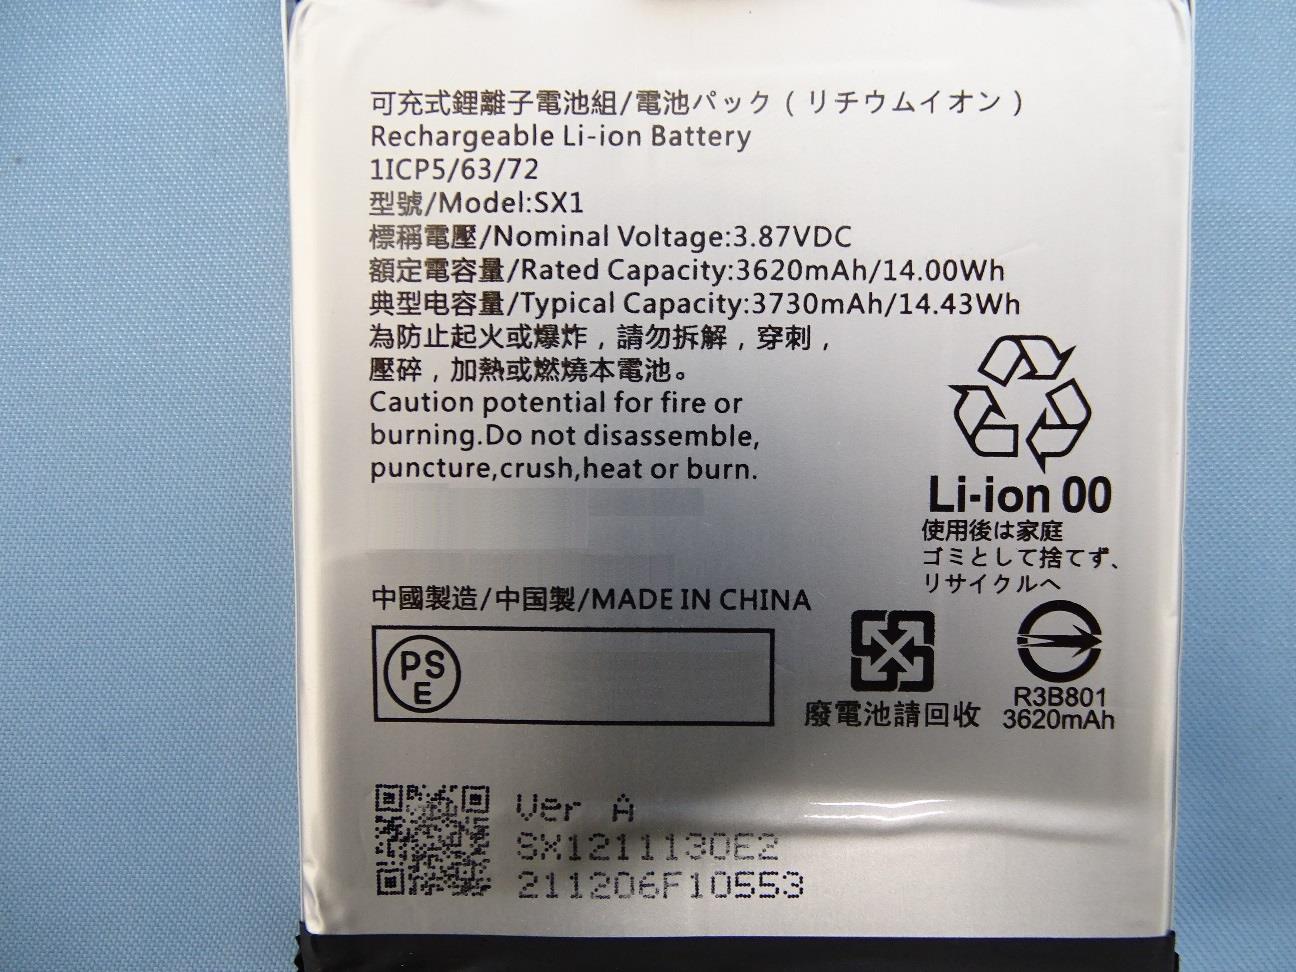 可充式鋰離子電池組/電池パック（リチウムイオン）
Rechargeable Li-ion Battery
1ICP5/63/72
型號/Model:SX1
標稱電壓/Nominal Voltage:3.87VDC
額定電容量/Rated Capacity:3620mAh/14.00Wh
典型电容量/Typical Capacity:3730mAh/14.43Wh
為防止起火或爆炸，請勿拆解，穿刺，
壓碎，加熱或燃燒本電池。
Caution potential for fire or
burning.Do not disassemble,
puncture,crush,heat or burn.
Li-ion 00
使用後は家庭
ゴミとして捨てず、
リサイクルへ
中國製造/中国製/MADE IN CHINA
PS
E
廢電池請回收
R3B801
3620mAh
Ver A
SX1211130E2
211206F10553